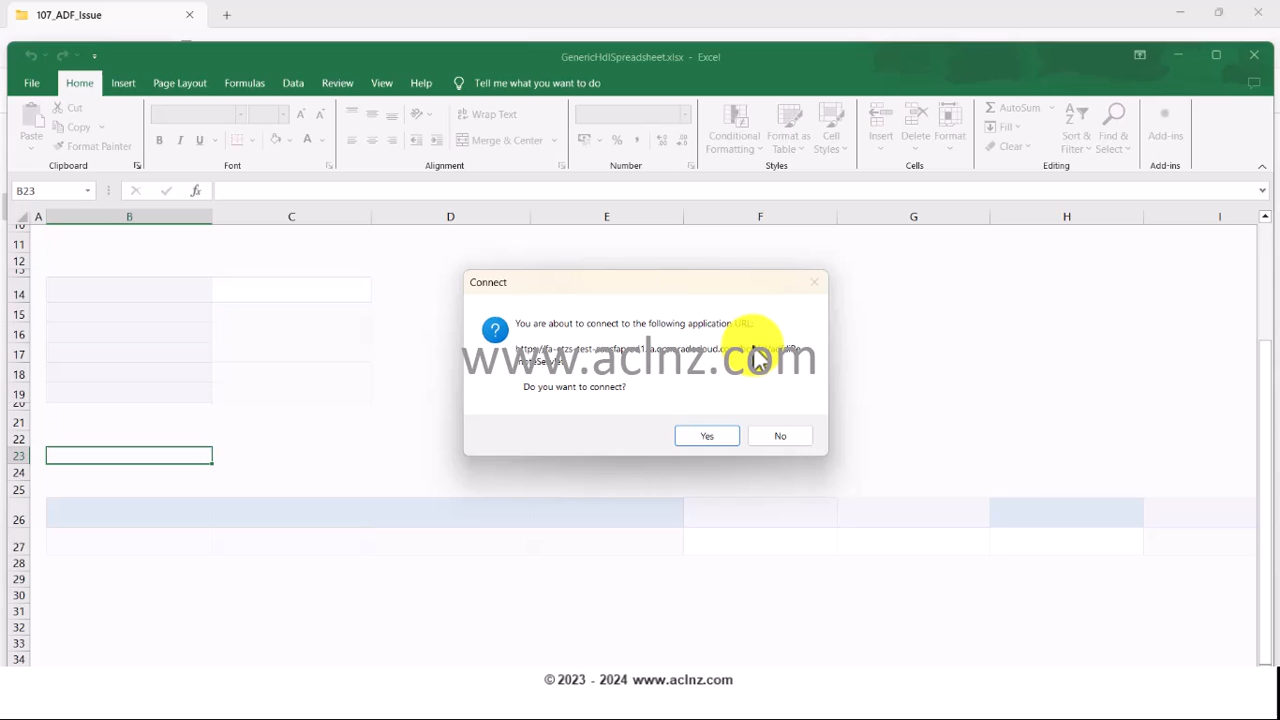 107_ADF_Issue
GenericHdlSpreadsheet.xlsx - Excel
File Home Insert Page Layout Formulas Data Review View Help Tell me what you want to do
Paste
Cut
Copy
Format Painter
Clipboard
B I U A A A
Font
Wrap Text
Merge & Center
Alignment
%
Number
Conditional Formatting
Format as Table
Cell Styles
Styles
Insert
Delete
Format
Cells
AutoSum
Fill
Clear
Sort & Filter
Find & Select
Editing
Add-ins
Add-ins
B23
fx
A B C D E F G H I
10
11
12
13
14
15
16
17
18
19
20
21
22
23
24
25
26
27
28
29
30
31
32
33
34
Connect
You are about to connect to the following application URL:
www.aclnz.com
Do you want to connect?
Yes No
© 2023 - 2024 www.aclnz.com